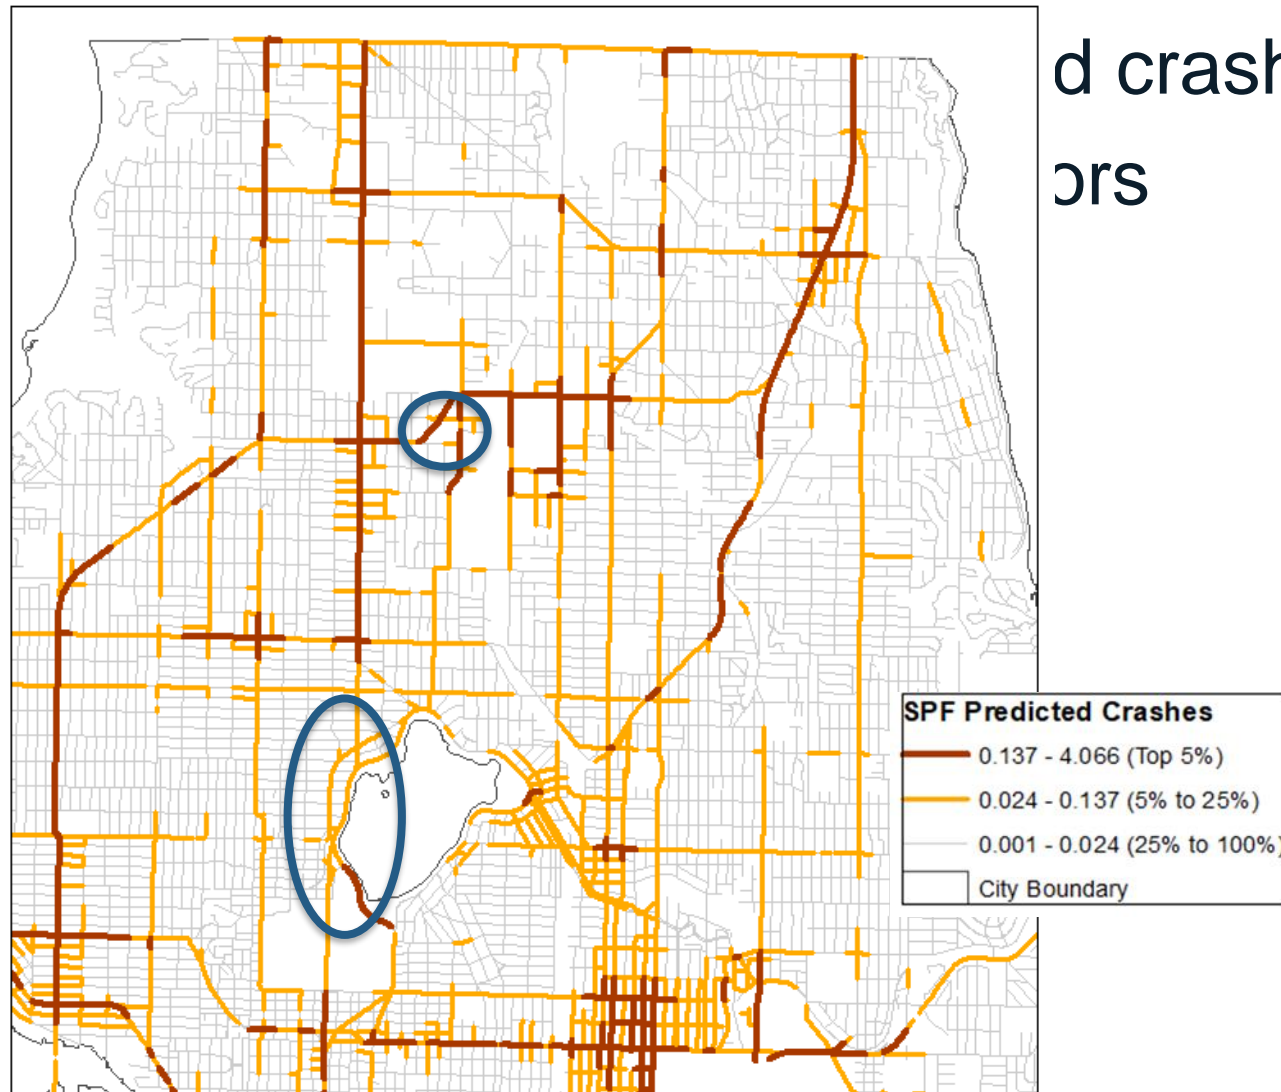 d crash
ors
SPF Predicted Crashes
0.137 - 4.066 (Top 5%)
0.024 - 0.137 (5% to 25%)
0.001 - 0.024 (25% to 100%)
City Boundary